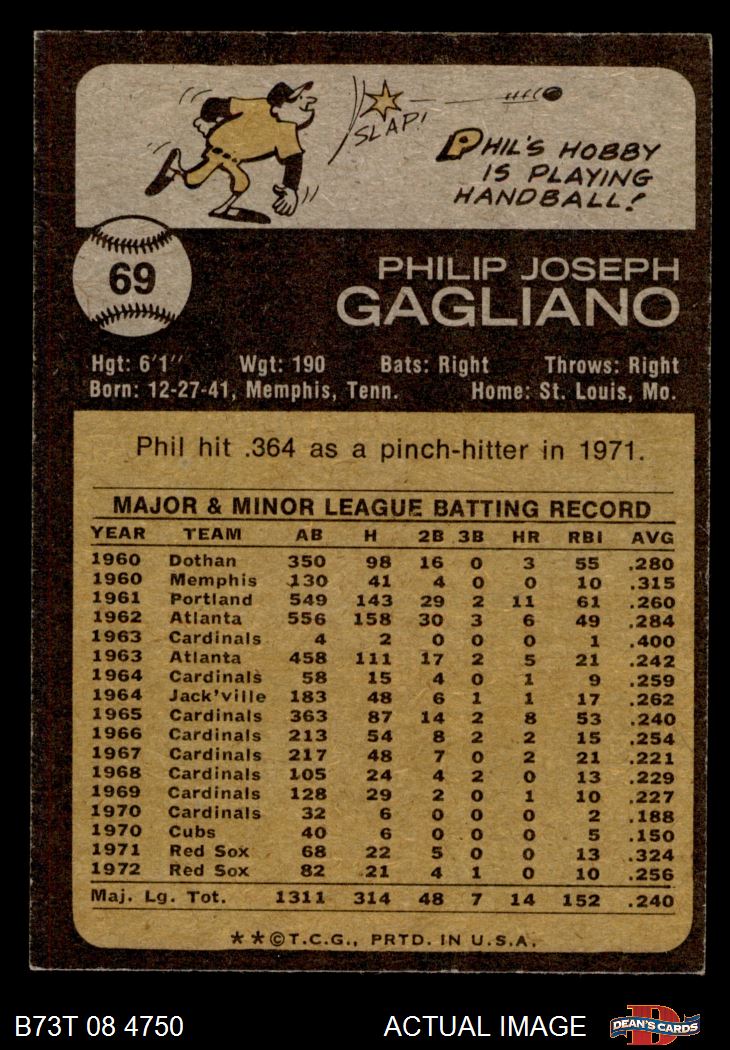 SLAP!
PHIL'S HOBBY
IS PLAYING
HANDBALL!
69
PHILIP JOSEPH
GAGLIANO
Hgt: 6'1" Wgt: 190 Bats: Right Throws: Right
Born: 12-27-41, Memphis, Tenn. Home: St. Louis, Mo.
Phil hit .364 as a pinch-hitter in 1971.
MAJOR & MINOR LEAGUE BATTING RECORD
YEAR TEAM AB H 2B 3B HR RBI AVG
1960 Dothan 350 98 16 0 3 55 .280
1960 Memphis 130 41 4 0 0 10 .315
1961 Portland 549 143 29 2 11 61 .260
1962 Atlanta 556 158 30 3 6 49 .284
1963 Cardinals 4 2 0 0 0 1 .400
1963 Atlanta 458 111 17 2 5 21 .242
1964 Cardinals 58 15 4 0 1 9 .259
1964 Jack'ville 183 48 6 1 1 17 .262
1965 Cardinals 363 87 14 2 8 53 .240
1966 Cardinals 213 54 8 2 2 15 .254
1967 Cardinals 217 48 7 0 2 21 .221
1968 Cardinals 105 24 4 2 0 13 .229
1969 Cardinals 128 29 2 0 1 10 .227
1970 Cardinals 32 6 0 0 0 2 .188
1970 Cubs 40 6 0 0 0 5 .150
1971 Red Sox 68 22 5 0 0 13 .324
1972 Red Sox 82 21 4 1 0 10 .256
Maj. Lg. Tot. 1311 314 48 7 14 152 .240
**©T.C.G., PRTD. IN U.S.A.
B73T 08 4750 ACTUAL IMAGE DEAN'S CARDS